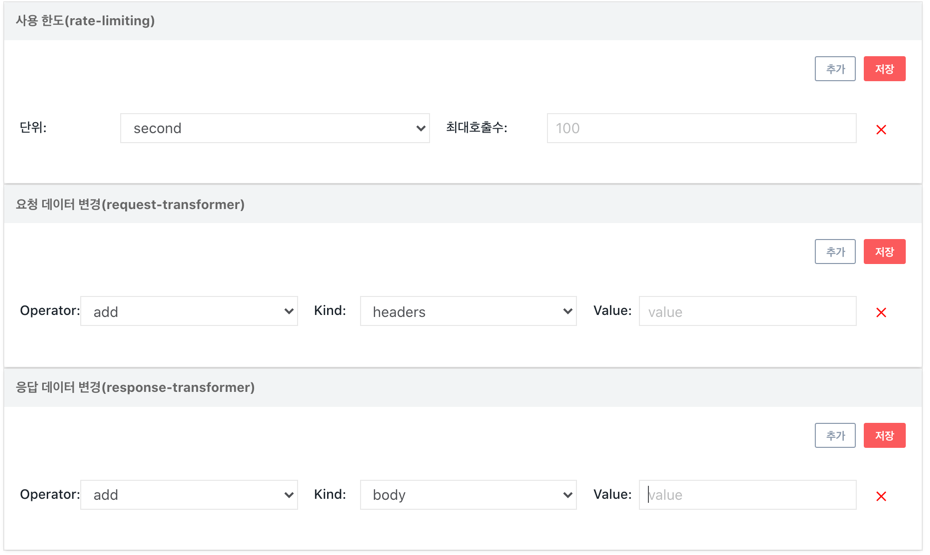 사용 한도(rate-limiting)
추가 저장
단위: second 최대호출수: 100
요청 데이터 변경(request-transformer)
추가 저장
Operator: add Kind: headers Value: value
응답 데이터 변경(response-transformer)
추가 저장
Operator: add Kind: body Value: value